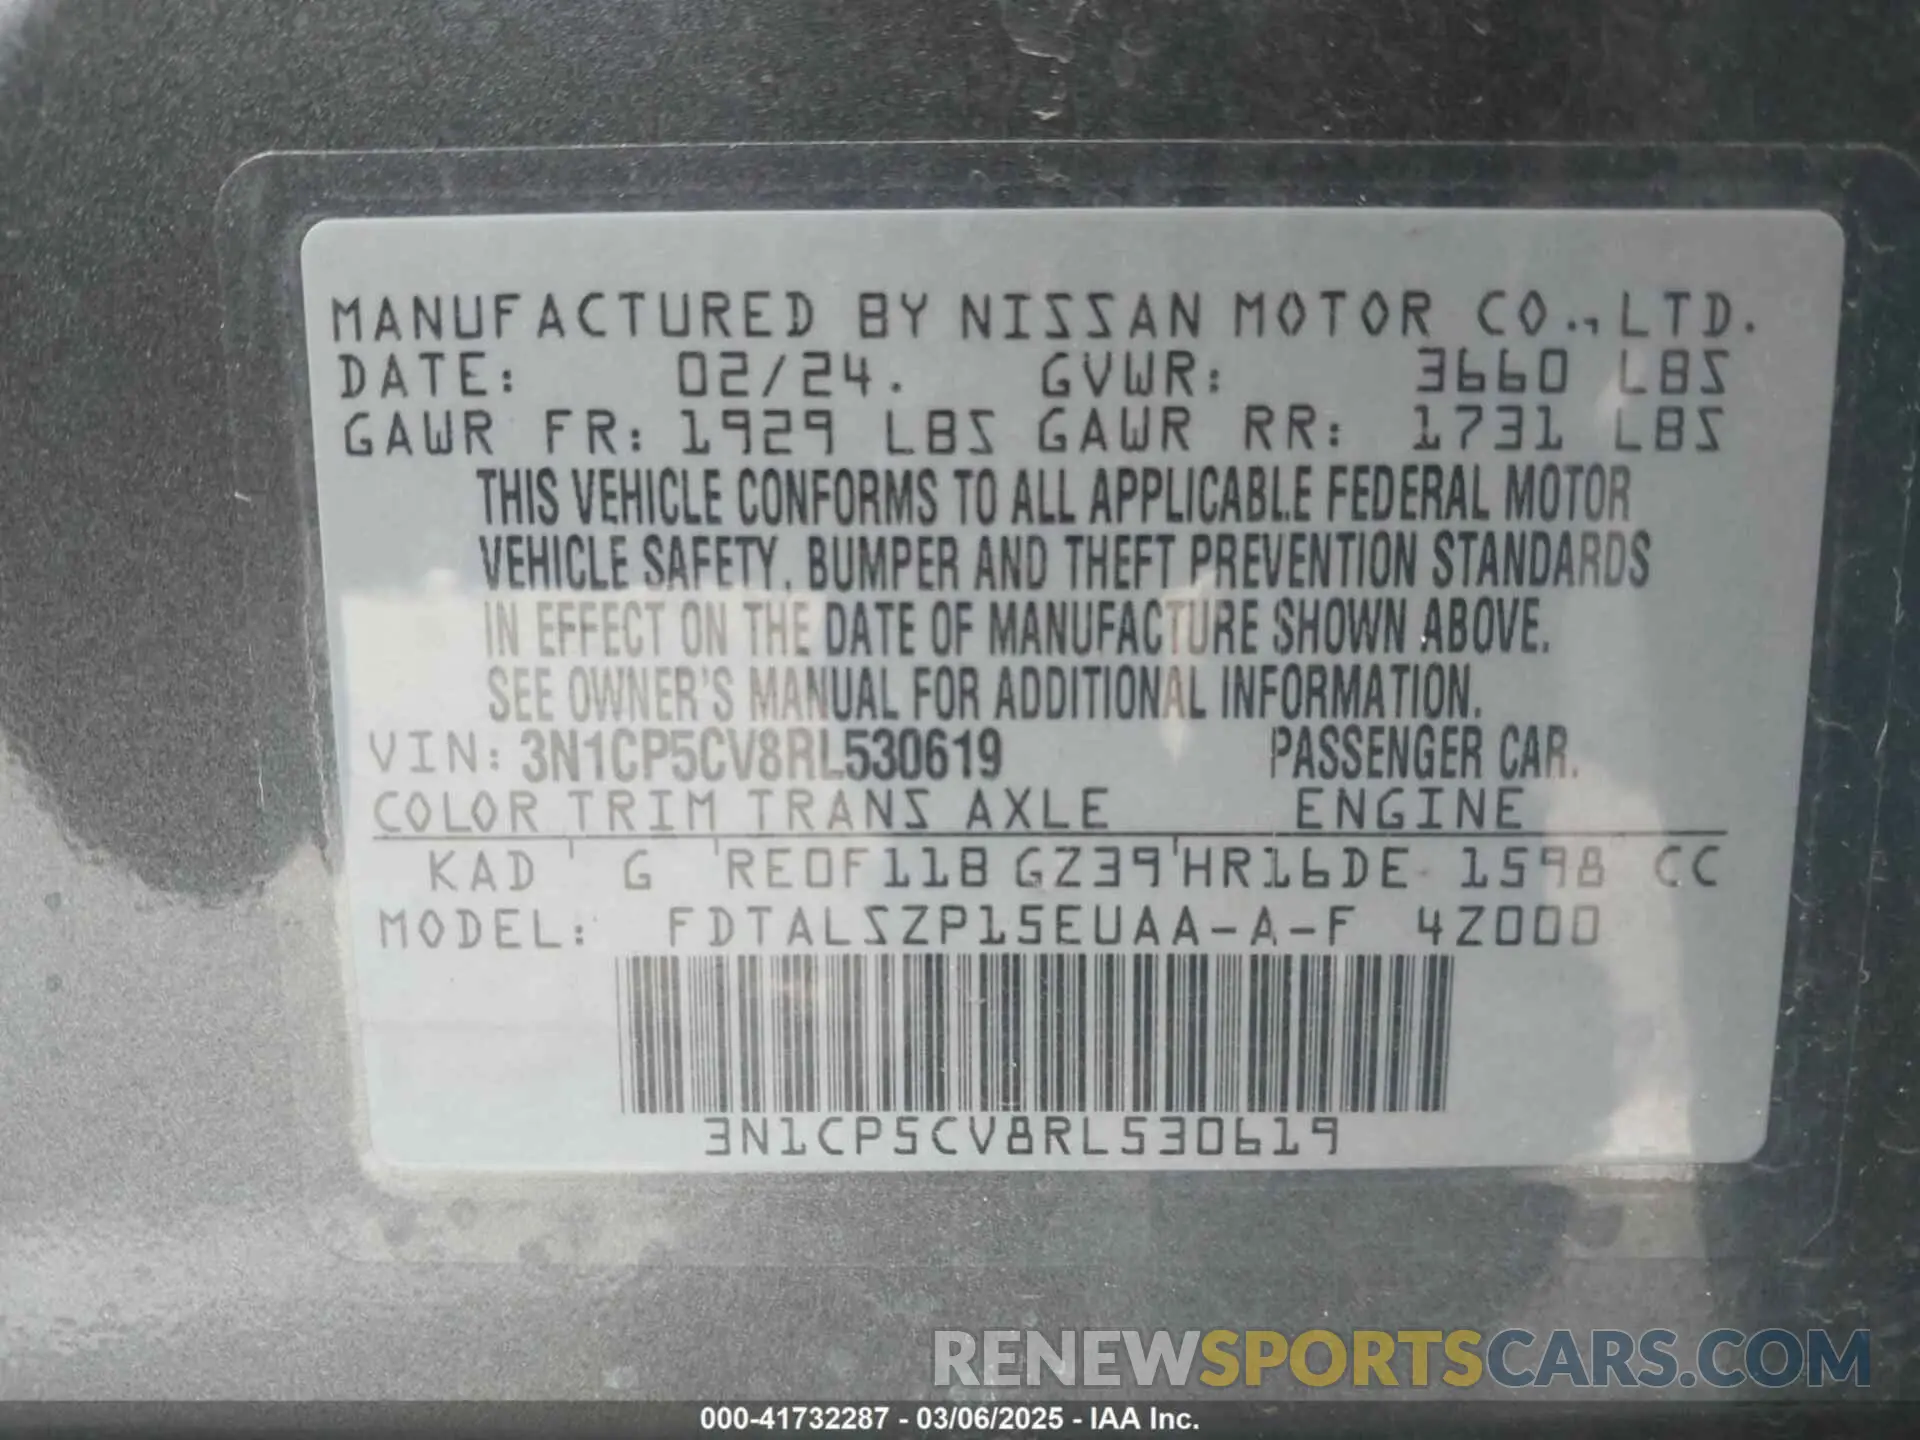 MANUFACTURED BY NISSAN MOTOR CO., LTD.
DATE: 02/24. GVWR: 3660 LBS
GAWR FR: 1929 LBS GAWR RR: 1731 LBS
THIS VEHICLE CONFORMS TO ALL APPLICABLE FEDERAL MOTOR
VEHICLE SAFETY, BUMPER AND THEFT PREVENTION STANDARDS
IN EFFECT ON THE DATE OF MANUFACTURE SHOWN ABOVE.
SEE OWNER'S MANUAL FOR ADDITIONAL INFORMATION.
VIN: 3N1CP5CV8RL530619 PASSENGER CAR.
COLOR TRIM TRANS AXLE ENGINE
KAD G RE0F11B GZ39 HR16DE 1598 CC
MODEL: FDTALSZP15EUAA-A-F 4Z000
3N1CP5CV8RL530619
RENEWSPORTSCARS.COM
000-41732287 - 03/06/2025 - IAA Inc.